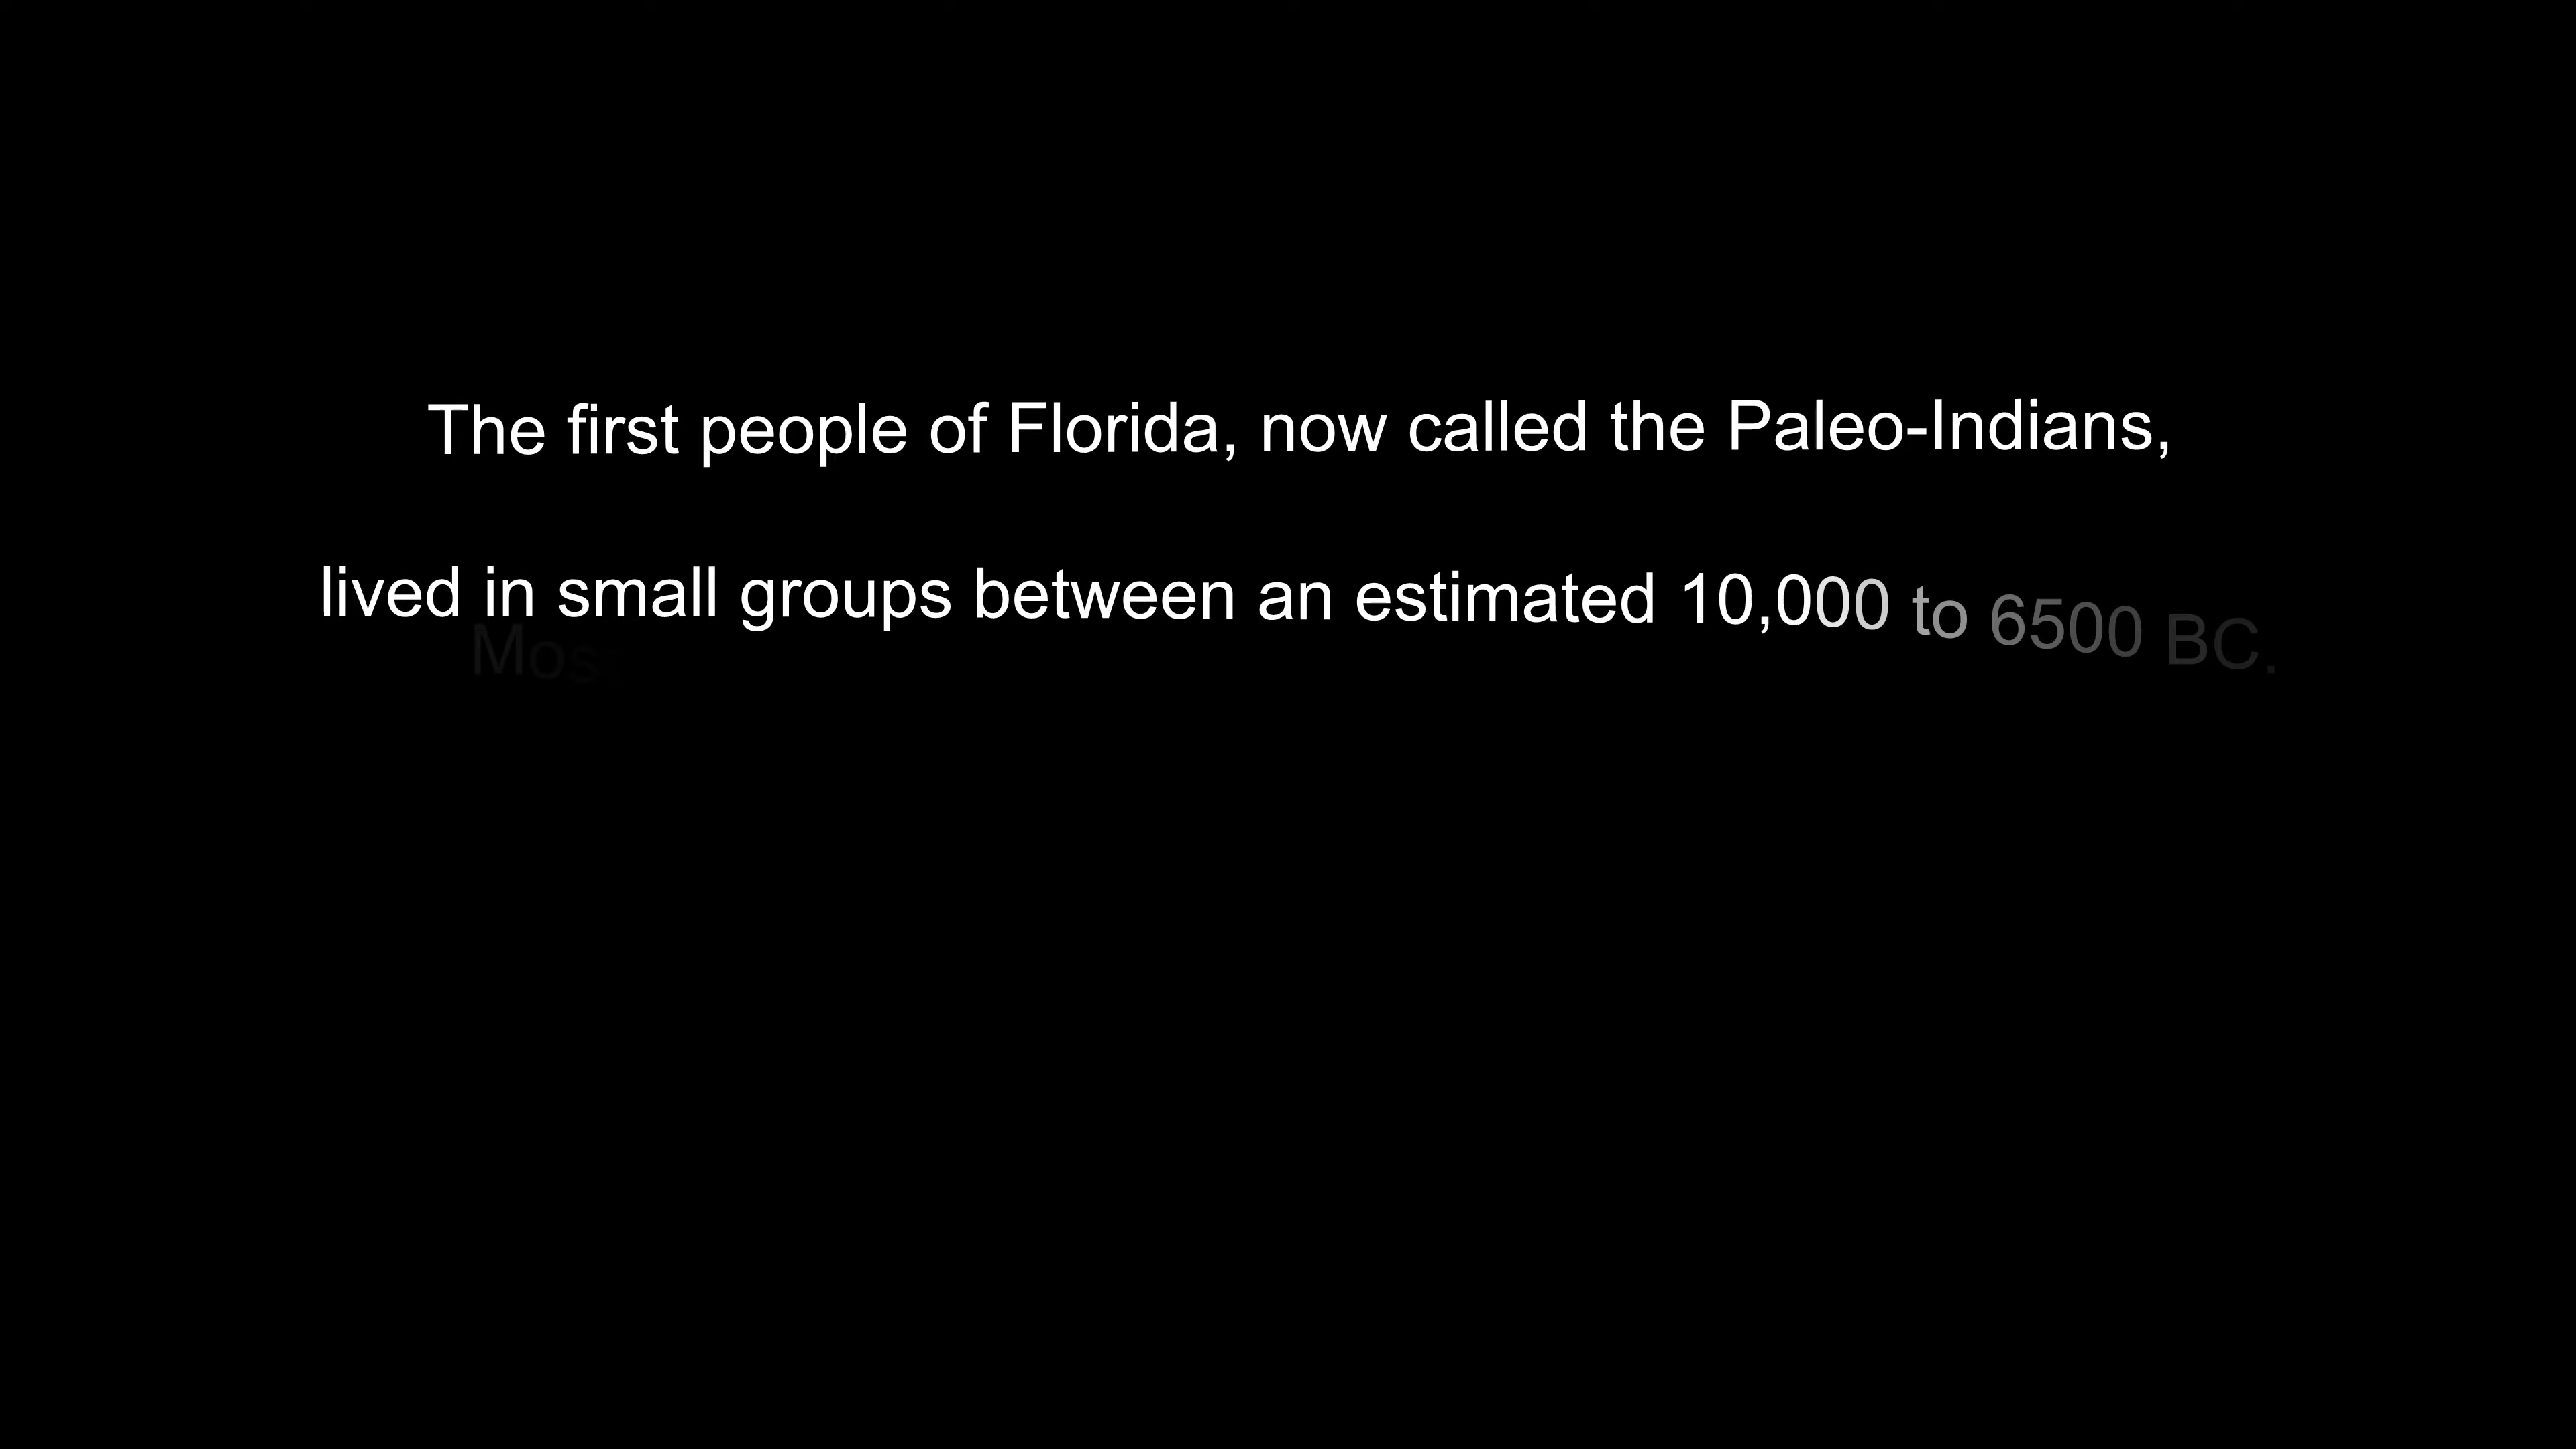 The first people of Florida, now called the Paleo-Indians,
lived in small groups between an estimated 10,000 to 6500 BC.